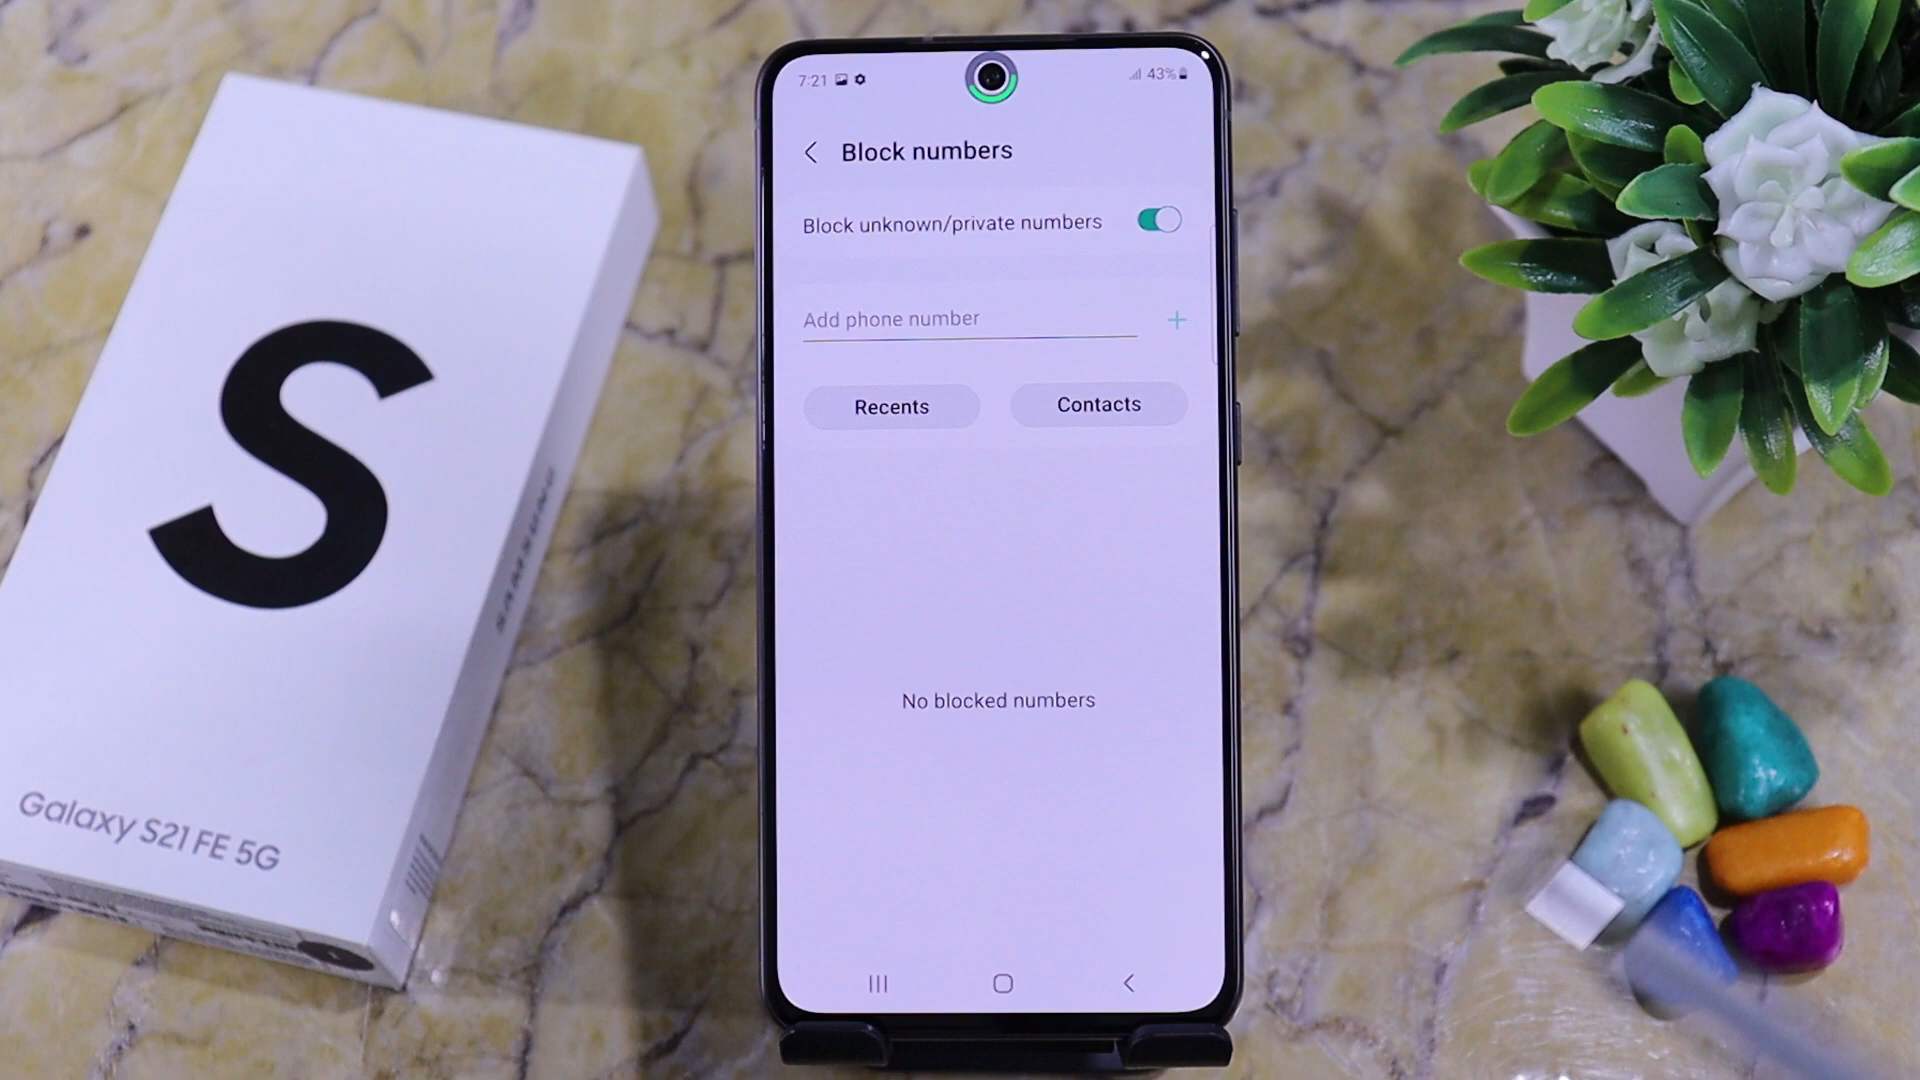 S
SAMSUNG
Galaxy S21 FE 5G
7:21
43%
Block numbers
Block unknown/private numbers
Add phone number
Recents
Contacts
No blocked numbers